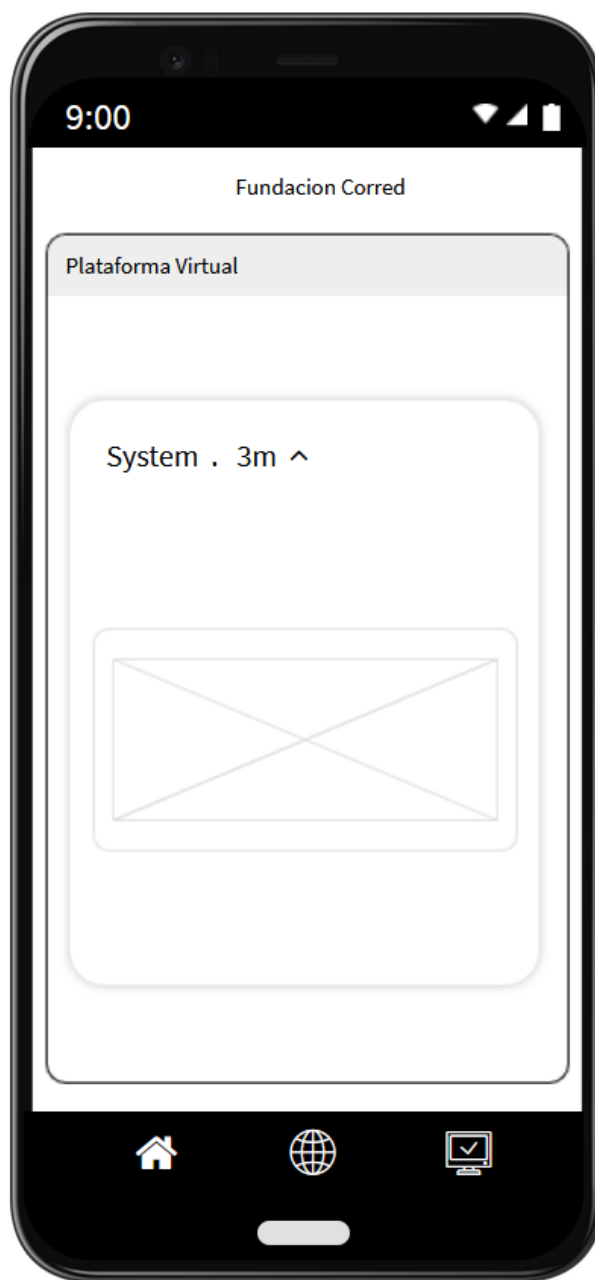 9:00
Fundacion Corred
Plataforma Virtual
System . 3m